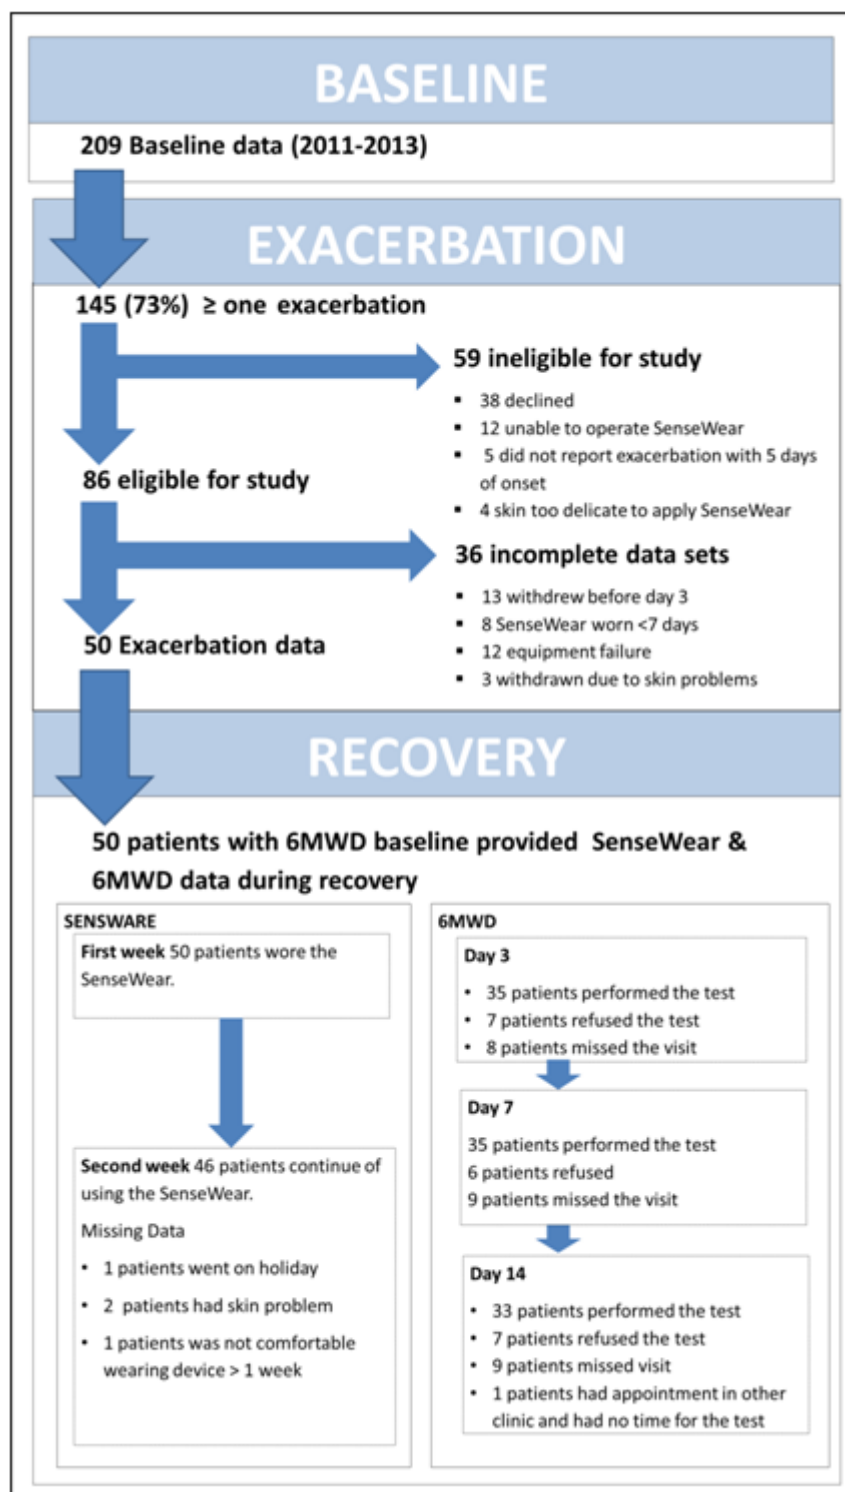 BASELINE
209 Baseline data (2011-2013)
EXACERBATION
145 (73%) ≥ one exacerbation
59 ineligible for study
▪ 38 declined
▪ 12 unable to operate SenseWear
▪ 5 did not report exacerbation with 5 days
of onset
▪ 4 skin too delicate to apply SenseWear
86 eligible for study
36 incomplete data sets
▪ 13 withdrew before day 3
▪ 8 SenseWear worn <7 days
▪ 12 equipment failure
▪ 3 withdrawn due to skin problems
50 Exacerbation data
RECOVERY
50 patients with 6MWD baseline provided SenseWear &
6MWD data during recovery
SENSWARE
First week 50 patients wore the
SenseWear.
Second week 46 patients continue of
using the SenseWear.
Missing Data
• 1 patients went on holiday
• 2 patients had skin problem
• 1 patients was not comfortable
wearing device > 1 week
6MWD
Day 3
• 35 patients performed the test
• 7 patients refused the test
• 8 patients missed the visit
Day 7
35 patients performed the test
6 patients refused
9 patients missed the visit
Day 14
• 33 patients performed the test
• 7 patients refused the test
• 9 patients missed visit
• 1 patients had appointment in other
clinic and had no time for the test